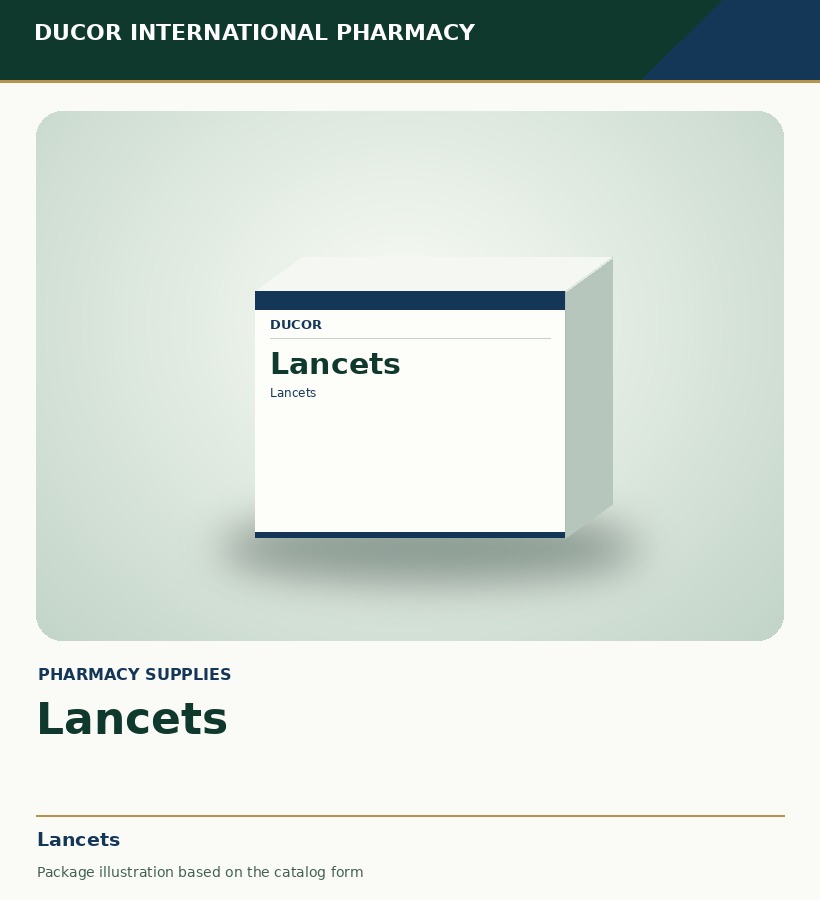 DUCOR INTERNATIONAL PHARMACY
DUCOR
Lancets
Lancets
PHARMACY SUPPLIES
Lancets
Lancets
Package illustration based on the catalog form